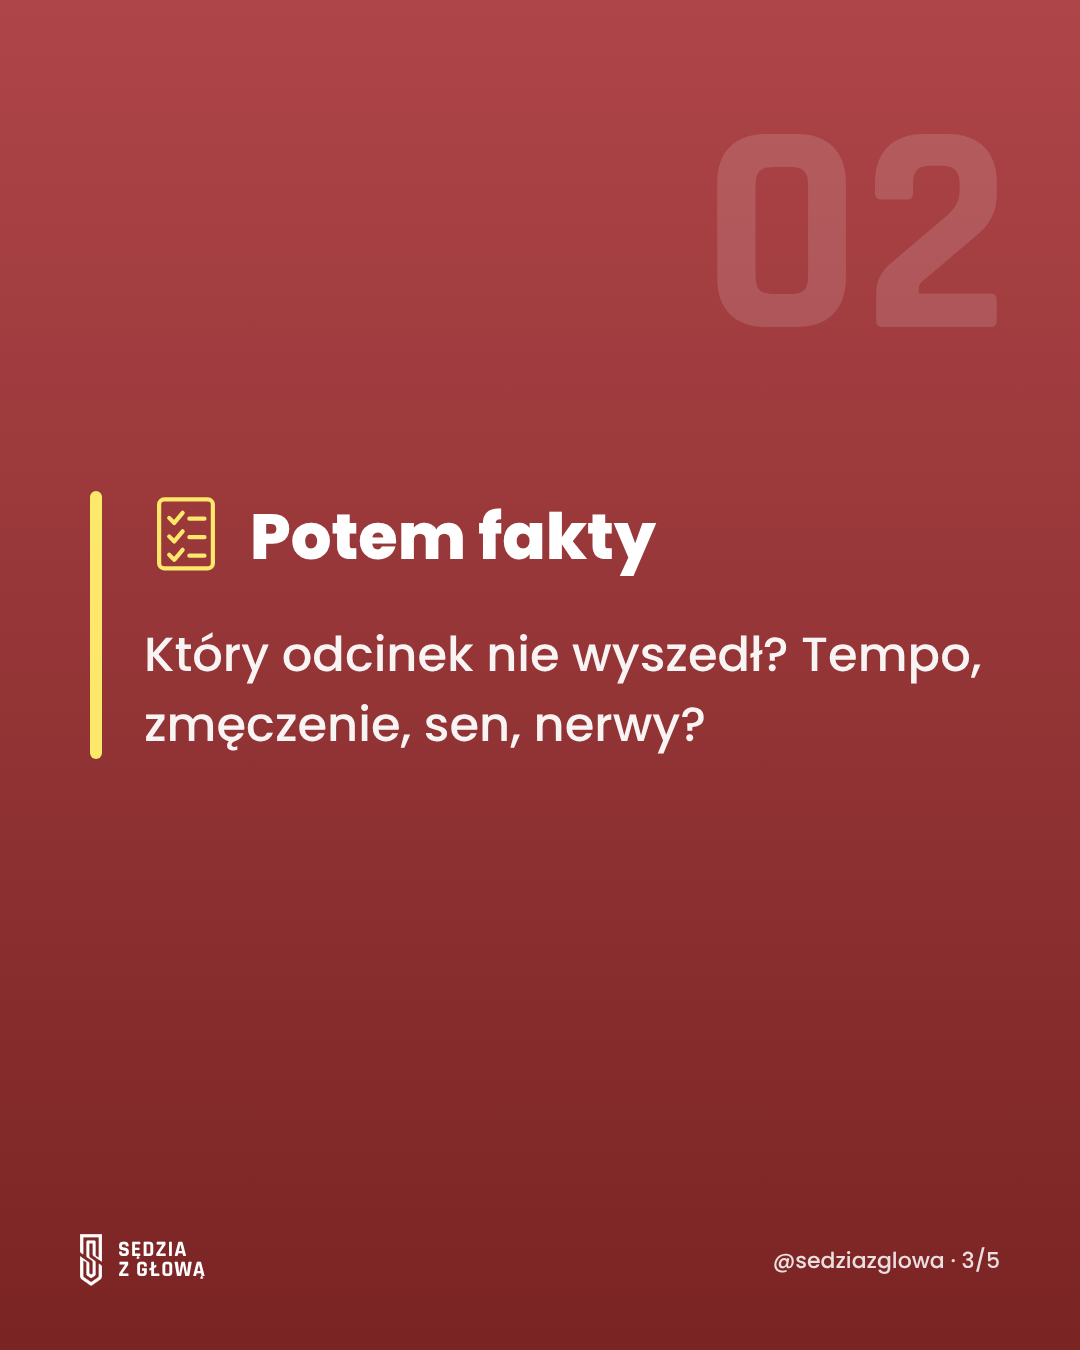 02
Potem fakty
Który odcinek nie wyszedł? Tempo,
zmęczenie, sen, nerwy?
SĘDZIA
Z GŁOWĄ
@sedziazglowa · 3/5